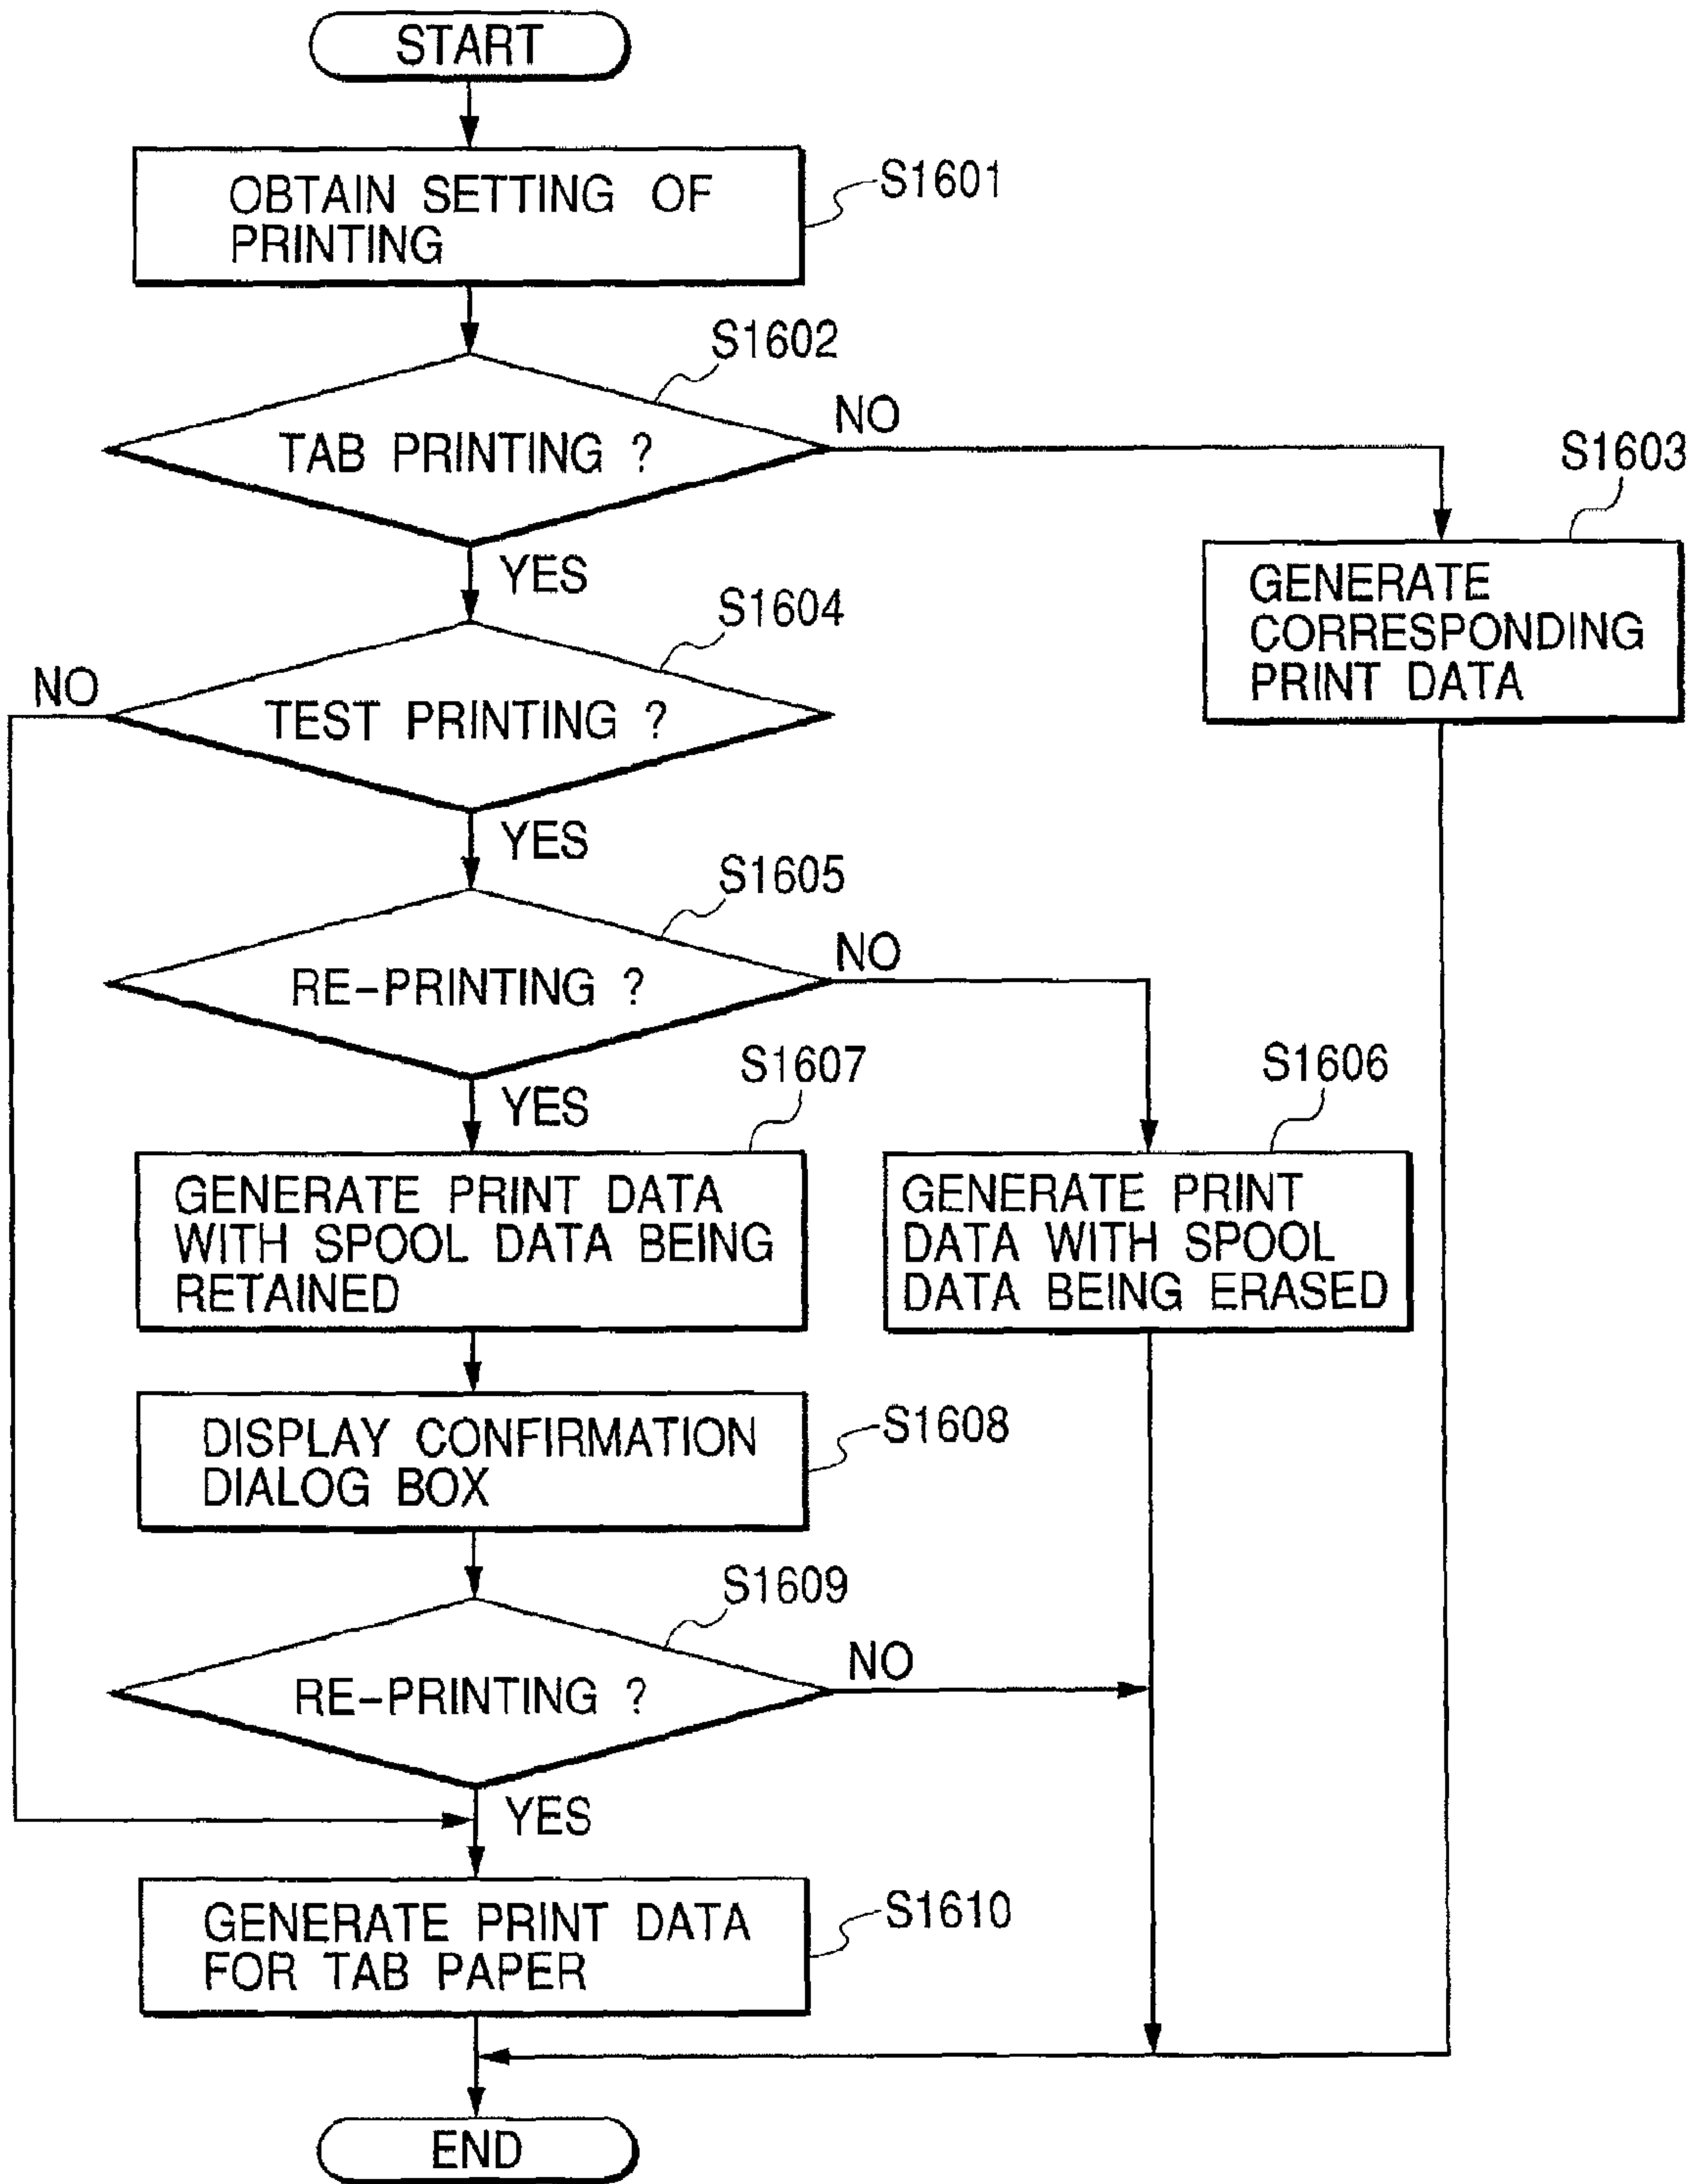 START
OBTAIN SETTING OF
PRINTING
S1601
S1602
TAB PRINTING ?
NO
YES
S1603
GENERATE
CORRESPONDING
PRINT DATA
S1604
NO
TEST PRINTING ?
YES
S1605
RE-PRINTING ?
NO
YES
S1607
GENERATE PRINT DATA
WITH SPOOL DATA BEING
RETAINED
S1606
GENERATE PRINT
DATA WITH SPOOL
DATA BEING ERASED
DISPLAY CONFIRMATION
DIALOG BOX
S1608
S1609
RE-PRINTING ?
NO
YES
GENERATE PRINT DATA
FOR TAB PAPER
S1610
END